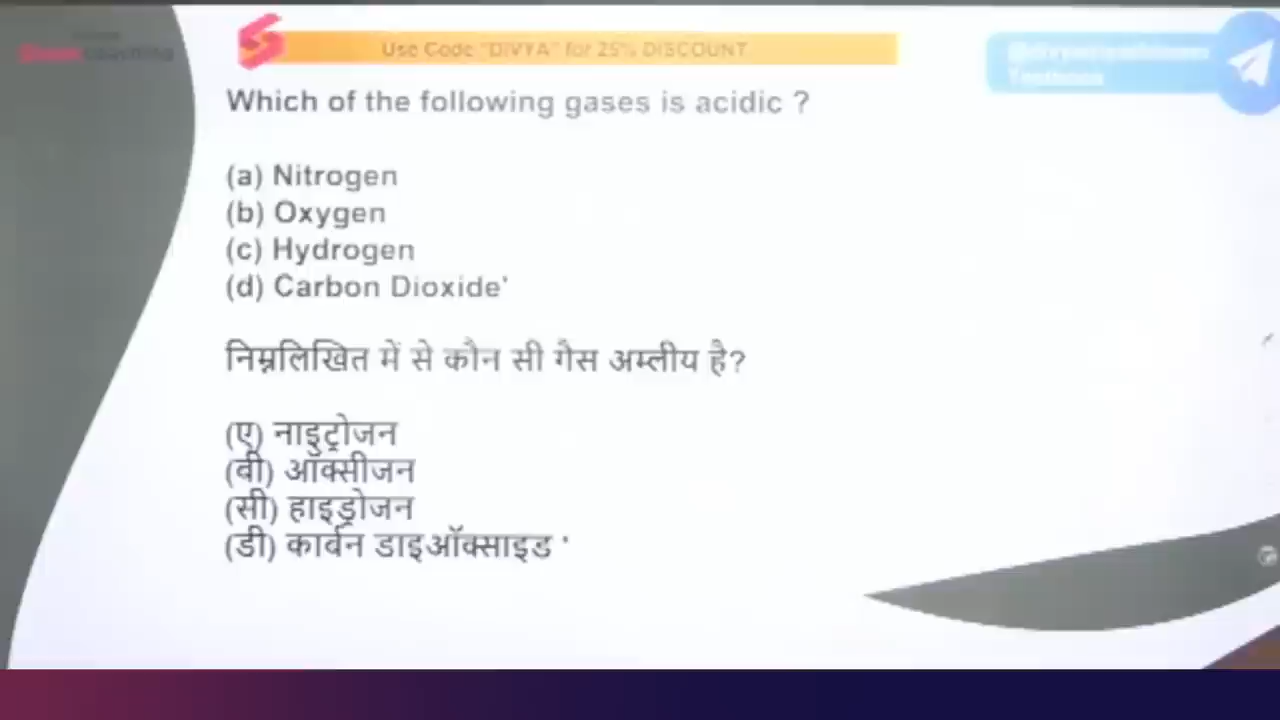 Use Code "DIVYA" for 25% DISCOUNT
Which of the following gases is acidic ?
(a) Nitrogen
(b) Oxygen
(c) Hydrogen
(d) Carbon Dioxide'
निम्नलिखित में से कौन सी गैस अम्लीय है?
(ए) नाइट्रोजन
(बी) ऑक्सीजन
(सी) हाइड्रोजन
(डी) कार्बन डाइऑक्साइड '